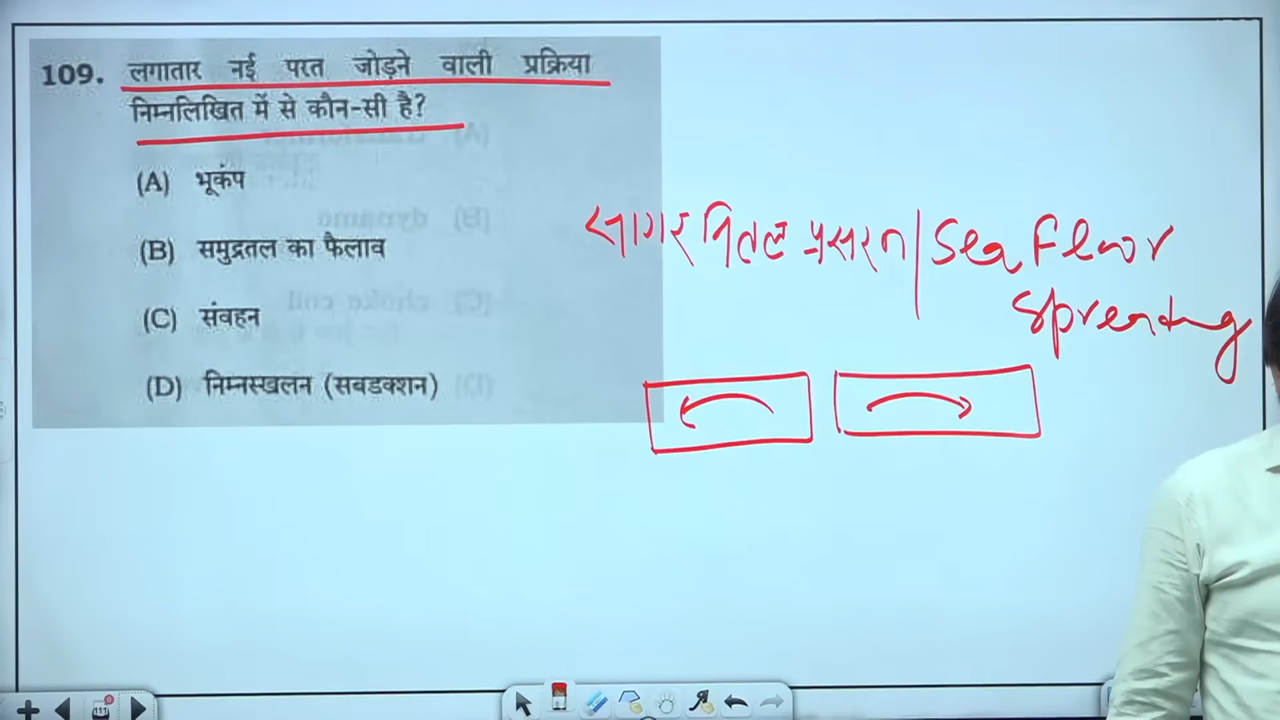 109. लगातार नई परत जोड़ने वाली प्रक्रिया
निम्नलिखित में से कौन-सी है?
(A) भूकंप
(B) समुद्रतल का फैलाव
(C) संवहन
(D) निम्नस्खलन (सबडक्शन)
सागर नितल प्रसरण / Sea Floor
Spreading